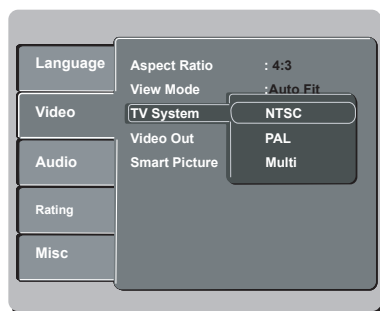 Language
Video
Audio
Rating
Misc
Aspect Ratio : 4:3
View Mode :Auto Fit
TV System NTSC
Video Out PAL
Smart Picture Multi